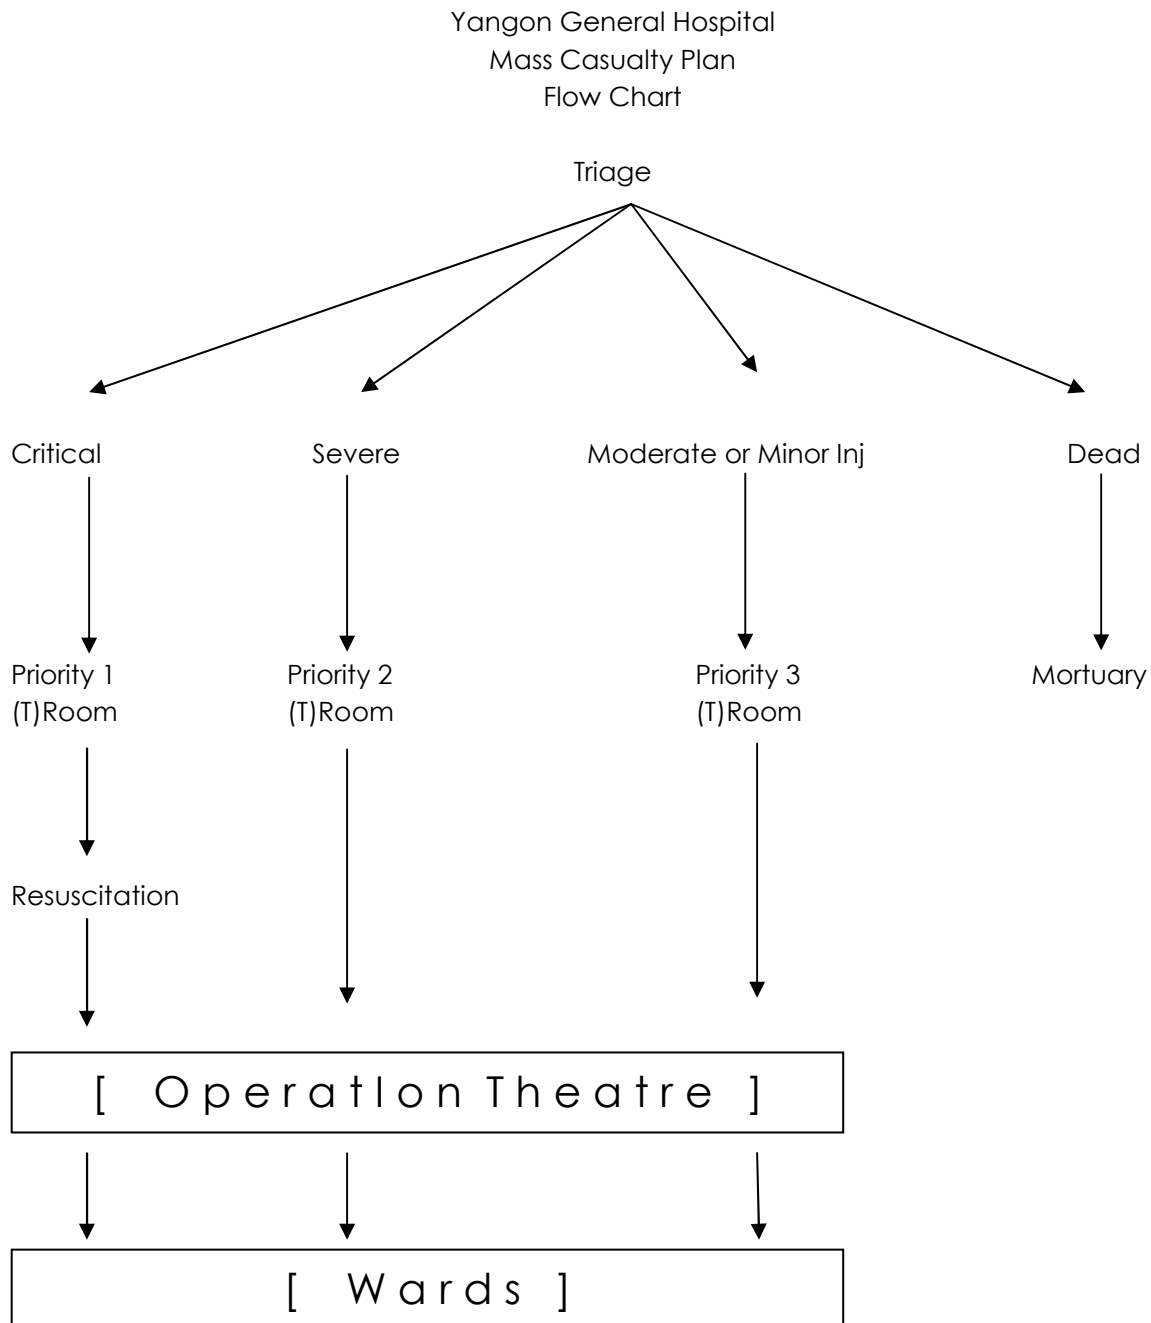 Yangon General Hospital
Mass Casualty Plan
Flow Chart
Triage
Critical
Severe
Moderate or Minor Inj
Dead
Priority 1
(T)Room
Priority 2
(T)Room
Priority 3
(T)Room
Mortuary
Resuscitation
[ OperatIon Theatre ]
[ Wards ]